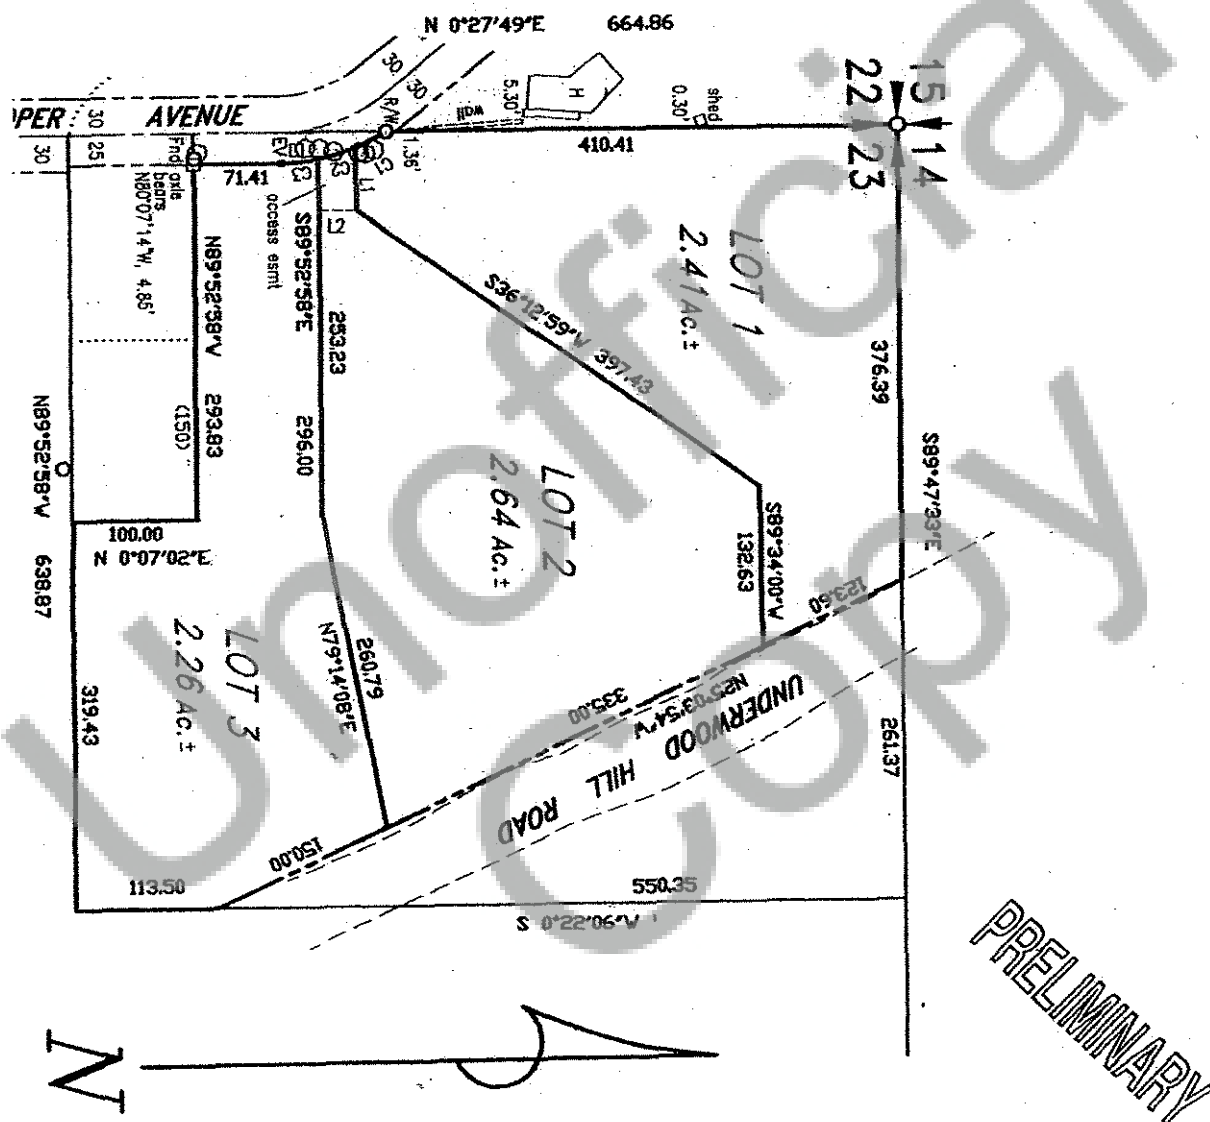 N 0°27'49"E 664.86
15
14
22
23
shed
0.30'
H
5.30'
wall
30
30
R/W
1.36'
410.41
OPER AVENUE
30
25
30
Fnd axle
bears
N80°07'14"W, 4.86'
71.41
EV
C3
C1
L1
L2
access esmt
LOT 1
2.41 Ac.±
S36°12'59"W 397.43
376.39
S89°47'33"E
S89°52'58"E 253.23
296.00
N89°52'58"W 293.83
(150)
N89°52'58"W 638.87
100.00
N 0°07'02"E
LOT 2
2.64 Ac.±
S89°34'00"W
132.63
123.60
LOT 3
2.26 Ac.±
260.79
N79°14'08"E
335.00
N25°03'54"W
UNDERWOOD HILL ROAD
261.37
319.43
150.00
113.50
550.35
S 0°22'06"W
N
PRELIMINARY
Unofficial
Copy